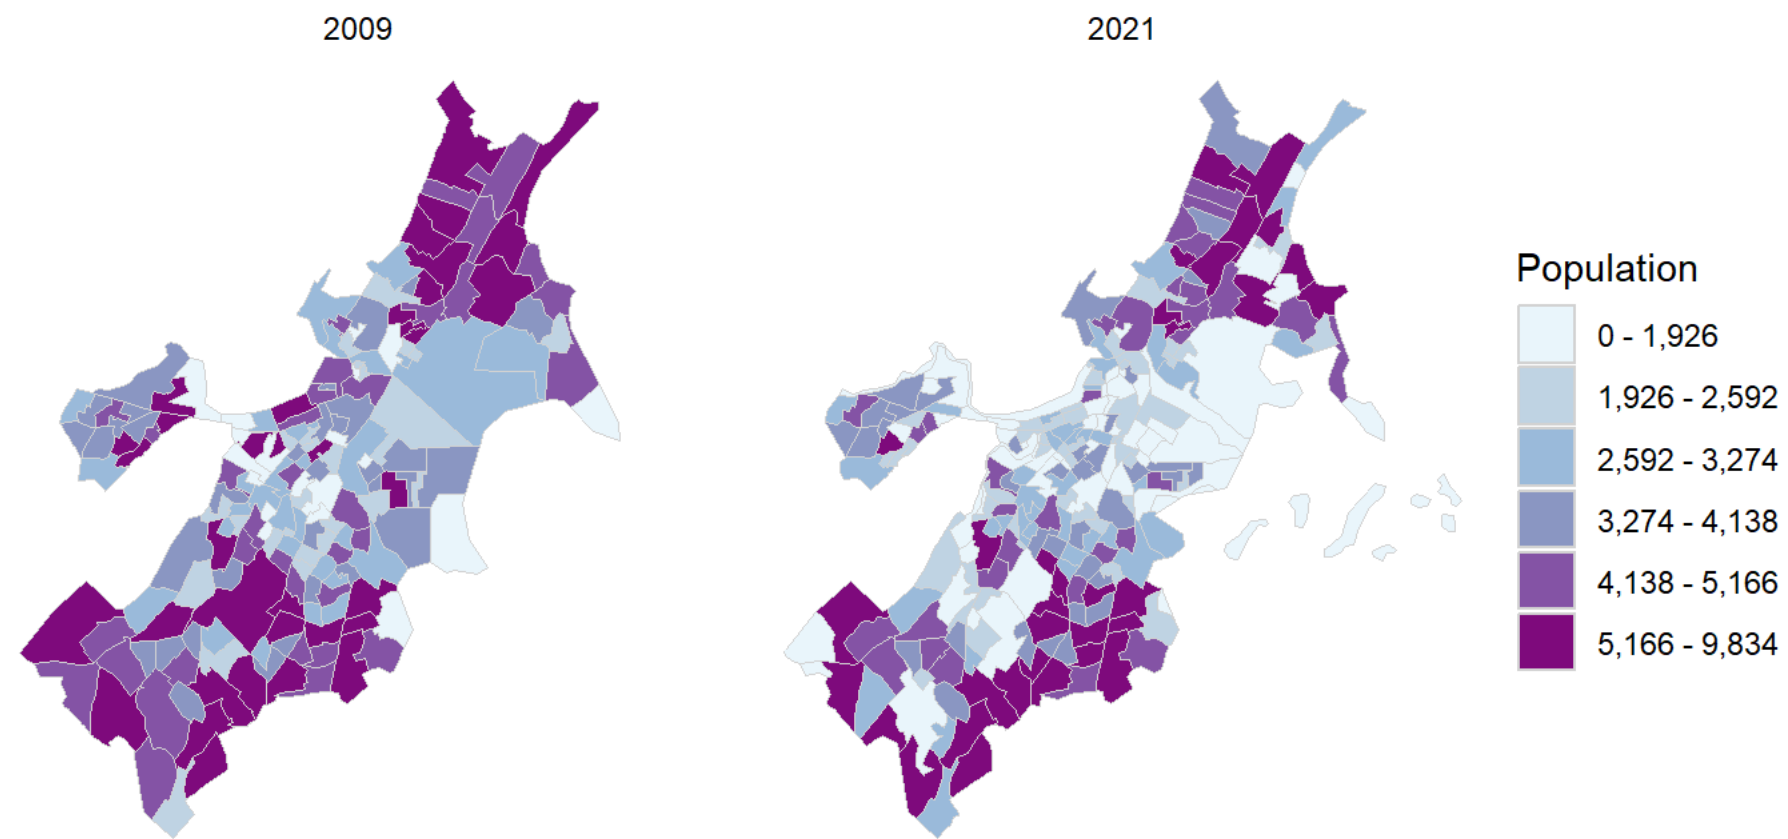 2009
2021
Population
0 - 1,926
1,926 - 2,592
2,592 - 3,274
3,274 - 4,138
4,138 - 5,166
5,166 - 9,834